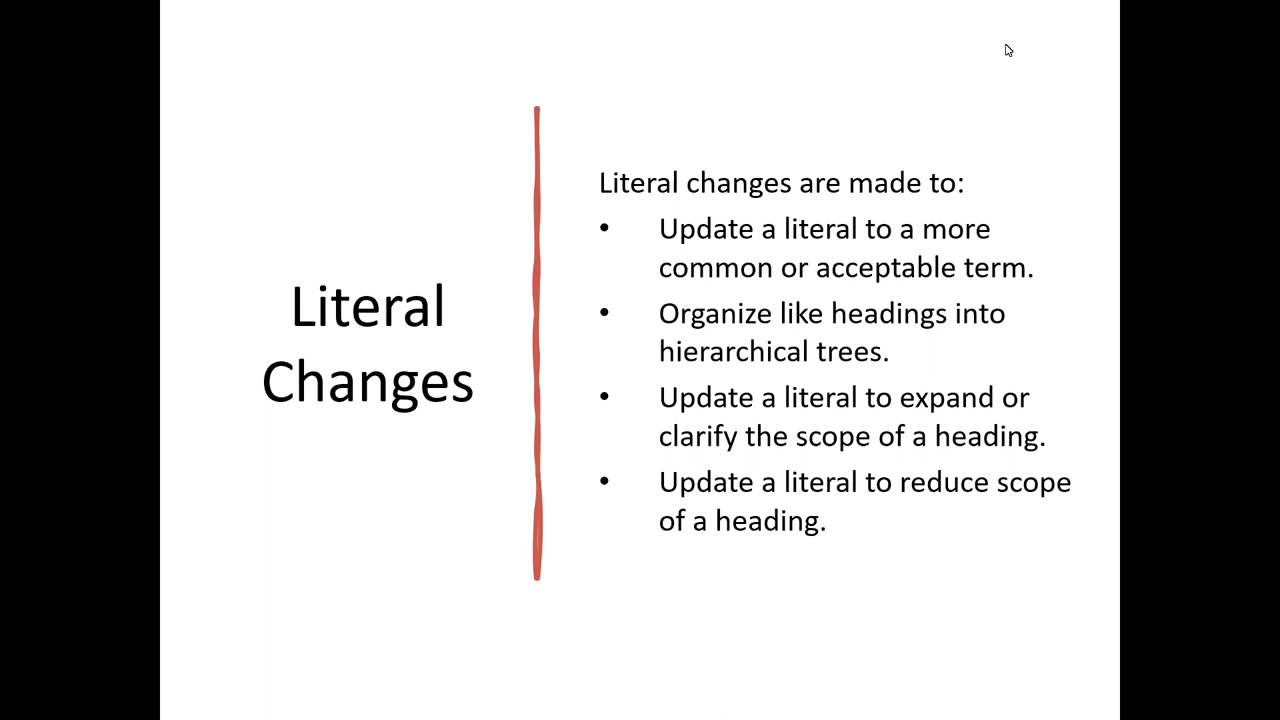 Literal
Changes
Literal changes are made to:
• Update a literal to a more
common or acceptable term.
• Organize like headings into
hierarchical trees.
• Update a literal to expand or
clarify the scope of a heading.
• Update a literal to reduce scope
of a heading.